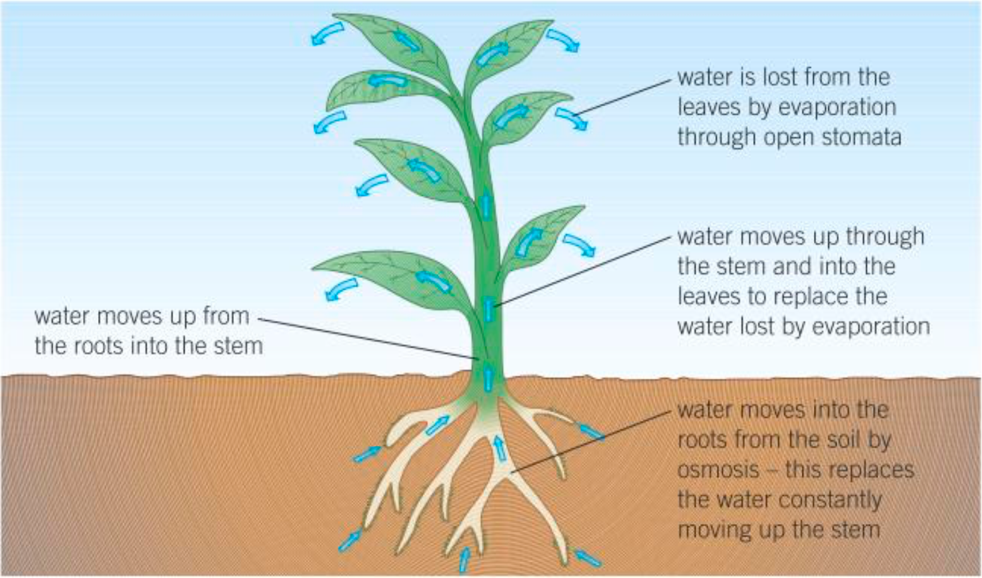 water is lost from the
leaves by evaporation
through open stomata
water moves up through
the stem and into the
leaves to replace the
water lost by evaporation
water moves up from
the roots into the stem
water moves into the
roots from the soil by
osmosis – this replaces
the water constantly
moving up the stem